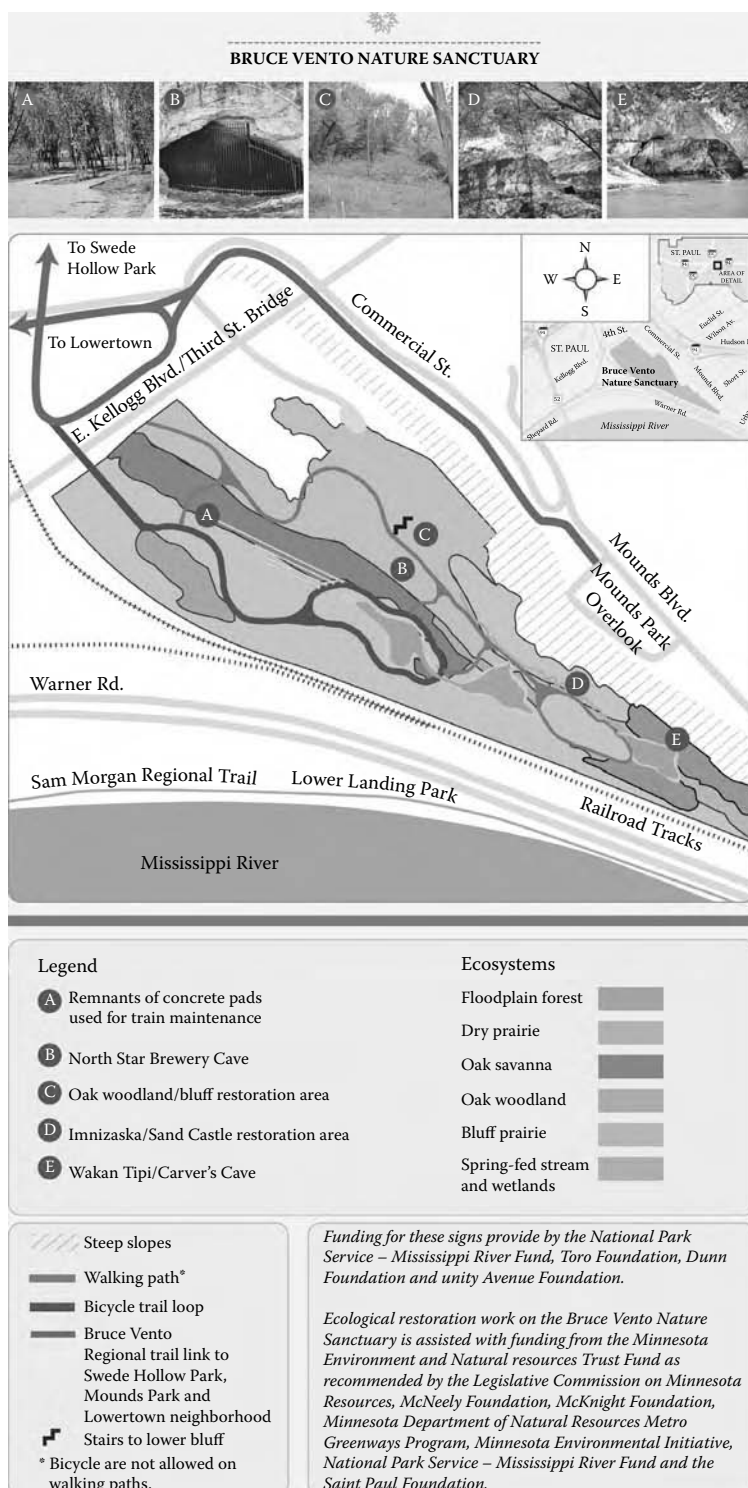 BRUCE VENTO NATURE SANCTUARY
A
B
C
D
E
To Swede
Hollow Park
To Lowertown
E. Kellogg Blvd./Third St. Bridge
Commercial St.
N
W
E
S
ST. PAUL
AREA OF
DETAIL
4th St.
Commercial St.
Euclid St.
Wilson Av.
Hudson
ST. PAUL
Kellogg Blvd.
Bruce Vento
Nature Sanctuary
Mounds Blvd.
Short St.
52
Warner Rd.
Shepard Rd.
Mississippi River
A
C
B
Mounds Blvd.
Mounds Park
Overlook
D
E
Warner Rd.
Sam Morgan Regional Trail
Lower Landing Park
Railroad Tracks
Mississippi River
Legend
A Remnants of concrete pads
used for train maintenance
B North Star Brewery Cave
C Oak woodland/bluff restoration area
D Imnizaska/Sand Castle restoration area
E Wakan Tipi/Carver's Cave
Ecosystems
Floodplain forest
Dry prairie
Oak savanna
Oak woodland
Bluff prairie
Spring-fed stream
and wetlands
Steep slopes
Walking path*
Bicycle trail loop
Bruce Vento
Regional trail link to
Swede Hollow Park,
Mounds Park and
Lowertown neighborhood
Stairs to lower bluff
* Bicycle are not allowed on
walking paths.
Funding for these signs provide by the National Park
Service – Mississippi River Fund, Toro Foundation, Dunn
Foundation and unity Avenue Foundation.
Ecological restoration work on the Bruce Vento Nature
Sanctuary is assisted with funding from the Minnesota
Environment and Natural resources Trust Fund as
recommended by the Legislative Commission on Minnesota
Resources, McNeely Foundation, McKnight Foundation,
Minnesota Department of Natural Resources Metro
Greenways Program, Minnesota Environmental Initiative,
National Park Service – Mississippi River Fund and the
Saint Paul Foundation.